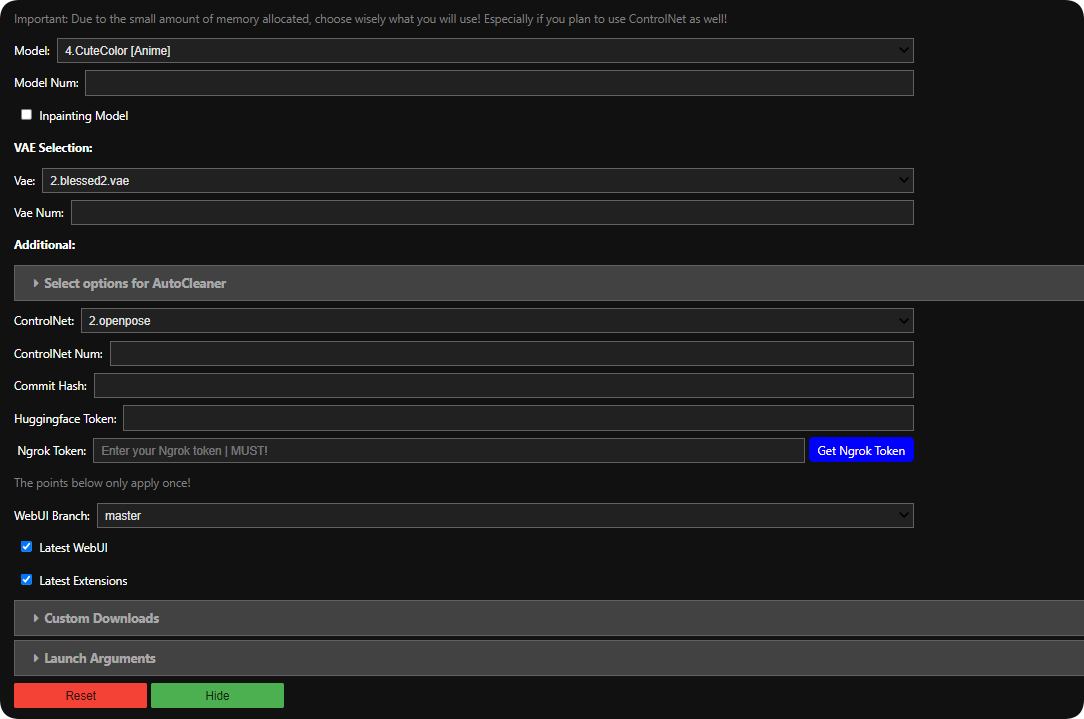 Important: Due to the small amount of memory allocated, choose wisely what you will use! Especially if you plan to use ControlNet as well!
Model: 4.CuteColor [Anime]
Model Num:
Inpainting Model
VAE Selection:
Vae: 2.blessed2.vae
Vae Num:
Additional:
Select options for AutoCleaner
ControlNet: 2.openpose
ControlNet Num:
Commit Hash:
Huggingface Token:
Ngrok Token: Enter your Ngrok token | MUST! Get Ngrok Token
The points below only apply once!
WebUI Branch: master
Latest WebUI
Latest Extensions
Custom Downloads
Launch Arguments
Reset Hide